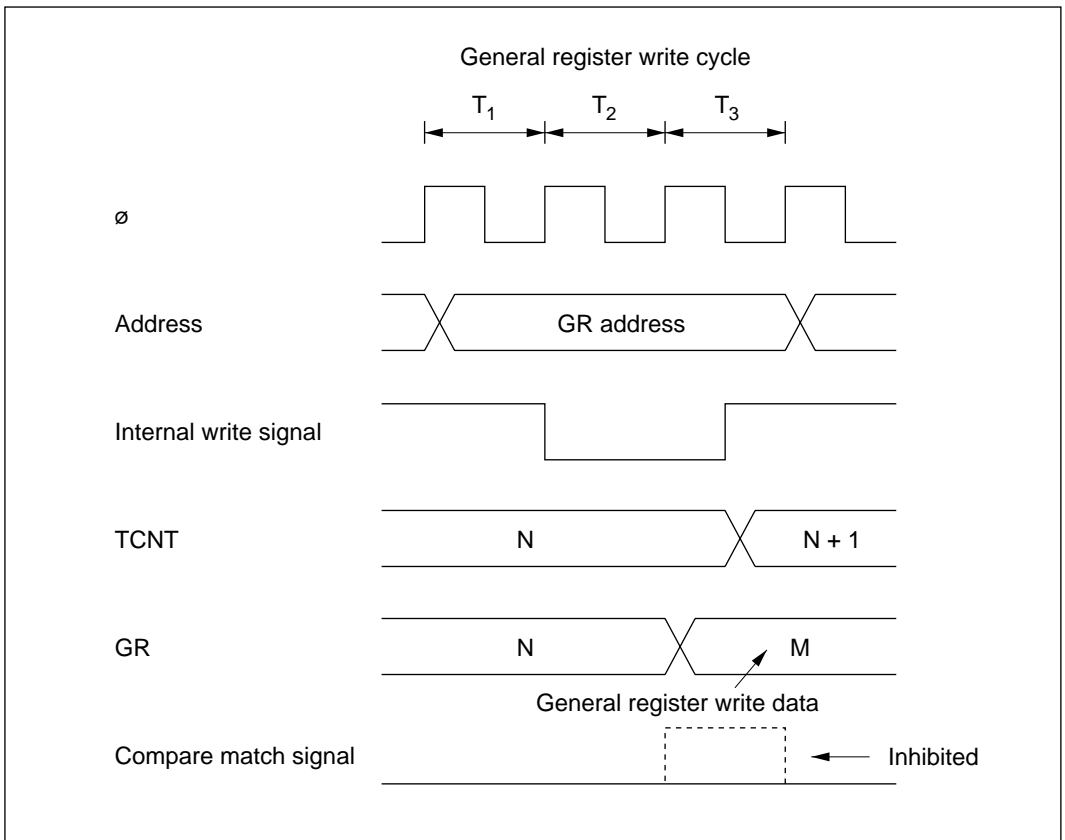 General register write cycle
T1 T2 T3
ø
Address GR address
Internal write signal
TCNT N N + 1
GR N M
General register write data
Compare match signal Inhibited